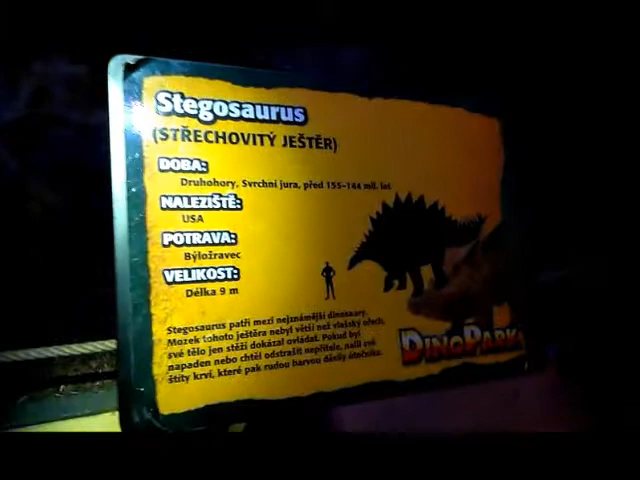 Stegosaurus
(STŘECHOVITÝ JEŠTĚR)
DOBA:
Druhohory, Svrchní jura, před 155–144 mil. let
NALEZIŠTĚ:
USA
POTRAVA:
Býložravec
VELIKOST:
Délka 9 m
Stegosaurus patří mezi nejznámější dinosaury.
Mozek tohoto ještěra nebyl větší než vlašský ořech,
své tělo jen stěží dokázal ovládat. Pokud byl
napaden nebo chtěl odstrašit nepřítele, nalil své
štíty krví, které pak rudou barvou děsily útočníka.
DINOPARK